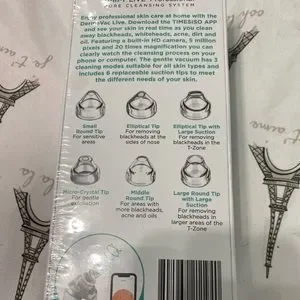 PORE CLEANSING SYSTEM
Enjoy professional skin care at home with the
DermPWei Live. Download the TIMESISO APP
and see your skin in real time as you clean
away blackheads, whiteheads, acne, dirt and
oil. Featuring a built-in HD camera, 5 million
pixels and 20 times magnification you can
clearly watch the cleansing process on your
phone or computer. The gentle vacuum has 3
cleaning modes suitable for all skin types and
includes 6 replaceable suction tips to meet
the different needs of your skin.
Small
Round Tip
For sensitive
areas
Elliptical Tip
For removing
blackheads at the
sides of nose
Elliptical Tip with
Large Suction
For removing
blackheads in the
T-Zone
Micro-Crystal Tip
For gentle
exfoliation
Middle
Round Tip
For areas with
more blackheads,
acne and oils
Large Round Tip
with Large
Suction
For removing
blackheads in
larger areas of the
T-Zone
ooh la la